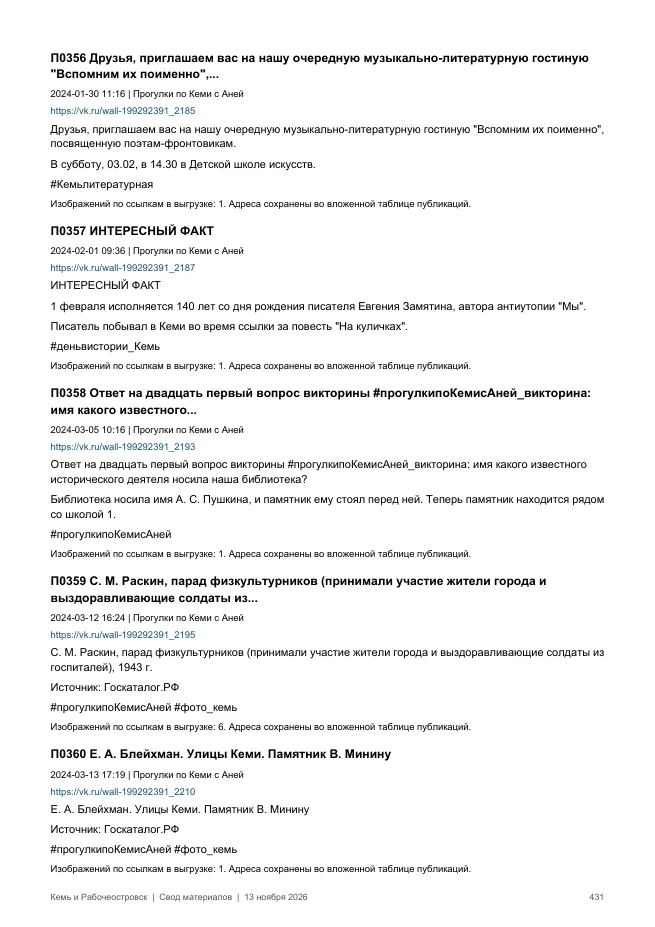 П0356 Друзья, приглашаем вас на нашу очередную музыкально-литературную гостиную
"Вспомним их поименно",...
2024-01-30 11:16 | Прогулки по Кеми с Аней
https://vk.ru/wall-199292391_2185
Друзья, приглашаем вас на нашу очередную музыкально-литературную гостиную "Вспомним их поименно",
посвященную поэтам-фронтовикам.
В субботу, 03.02, в 14.30 в Детской школе искусств.
#Кемьлитературная
Изображений по ссылкам в выгрузке: 1. Адреса сохранены во вложенной таблице публикаций.
П0357 ИНТЕРЕСНЫЙ ФАКТ
2024-02-01 09:36 | Прогулки по Кеми с Аней
https://vk.ru/wall-199292391_2187
ИНТЕРЕСНЫЙ ФАКТ
1 февраля исполняется 140 лет со дня рождения писателя Евгения Замятина, автора антиутопии "Мы".
Писатель побывал в Кеми во время ссылки за повесть "На куличках".
#деньвистории_Кемь
Изображений по ссылкам в выгрузке: 1. Адреса сохранены во вложенной таблице публикаций.
П0358 Ответ на двадцать первый вопрос викторины #прогулкипоКемисАней_викторина:
имя какого известного...
2024-03-05 10:16 | Прогулки по Кеми с Аней
https://vk.ru/wall-199292391_2193
Ответ на двадцать первый вопрос викторины #прогулкипоКемисАней_викторина: имя какого известного
исторического деятеля носила наша библиотека?
Библиотека носила имя А. С. Пушкина, и памятник ему стоял перед ней. Теперь памятник находится рядом
со школой 1.
#прогулкипоКемисАней
Изображений по ссылкам в выгрузке: 1. Адреса сохранены во вложенной таблице публикаций.
П0359 С. М. Раскин, парад физкультурников (принимали участие жители города и
выздоравливающие солдаты из...
2024-03-12 16:24 | Прогулки по Кеми с Аней
https://vk.ru/wall-199292391_2195
С. М. Раскин, парад физкультурников (принимали участие жители города и выздоравливающие солдаты из
госпиталей), 1943 г.
Источник: Госкаталог.РФ
#прогулкипоКемисАней #фото_кемь
Изображений по ссылкам в выгрузке: 6. Адреса сохранены во вложенной таблице публикаций.
П0360 Е. А. Блейхман. Улицы Кеми. Памятник В. Минину
2024-03-13 17:19 | Прогулки по Кеми с Аней
https://vk.ru/wall-199292391_2210
Е. А. Блейхман. Улицы Кеми. Памятник В. Минину
Источник: Госкаталог.РФ
#прогулкипоКемисАней #фото_кемь
Изображений по ссылкам в выгрузке: 1. Адреса сохранены во вложенной таблице публикаций.
Кемь и Рабочеостровск | Свод материалов | 13 ноября 2026 431